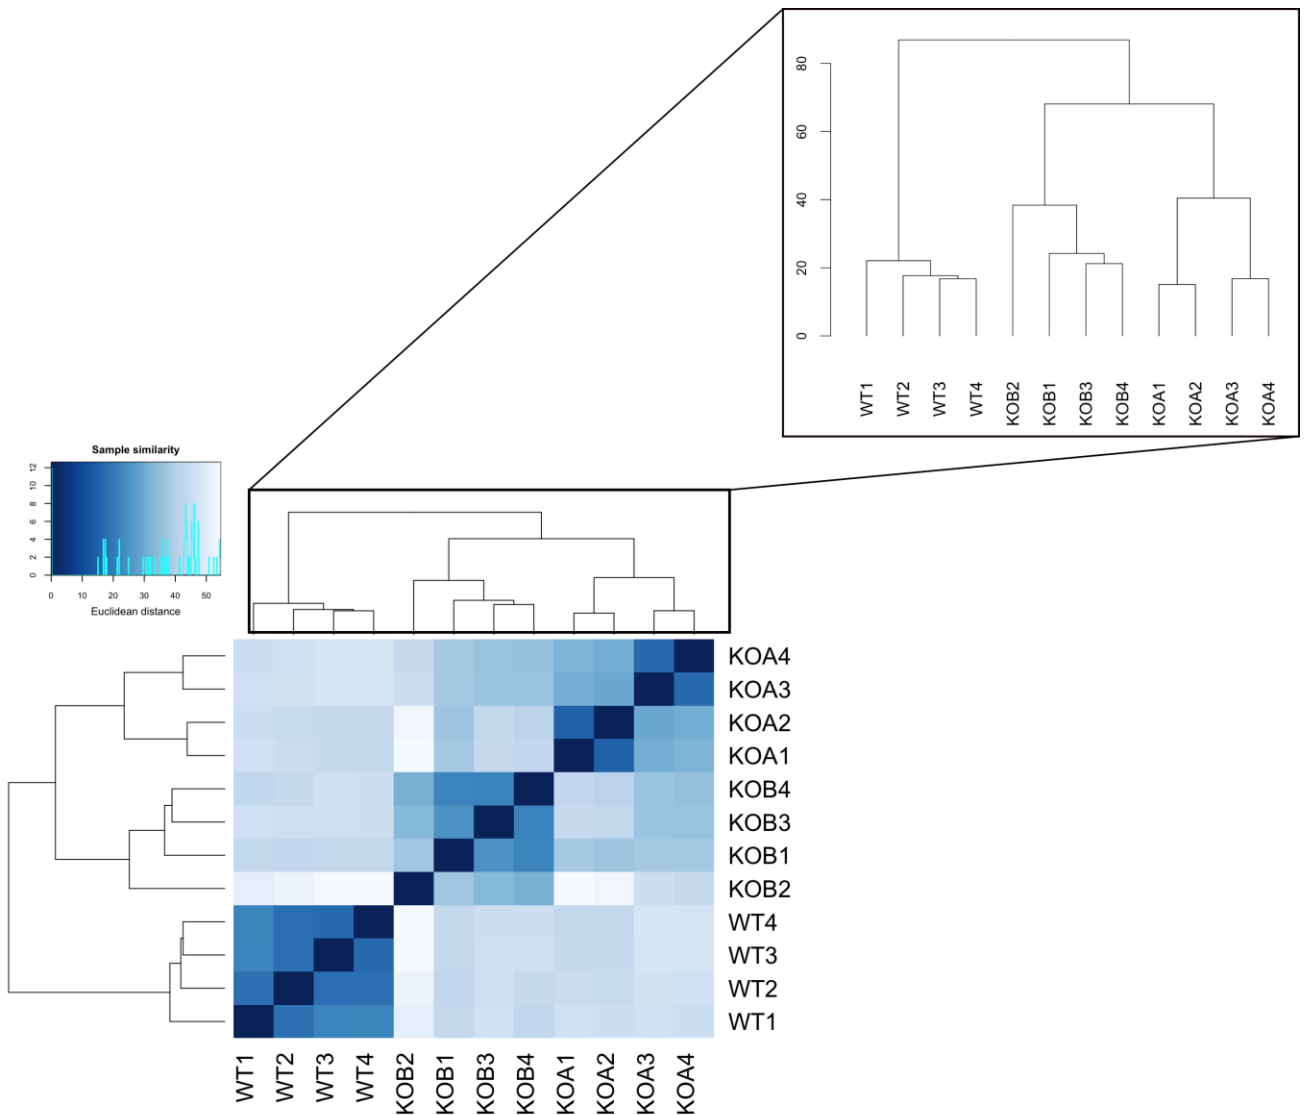 80
60
40
20
0
WT1 WT2 WT3 WT4 KOB2 KOB1 KOB3 KOB4 KOA1 KOA2 KOA3 KOA4
Sample similarity
12
10
8
6
4
2
0
0 10 20 30 40 50
Euclidean distance
KOA4
KOA3
KOA2
KOA1
KOB4
KOB3
KOB1
KOB2
WT4
WT3
WT2
WT1
WT1 WT2 WT3 WT4 KOB2 KOB1 KOB3 KOB4 KOA1 KOA2 KOA3 KOA4